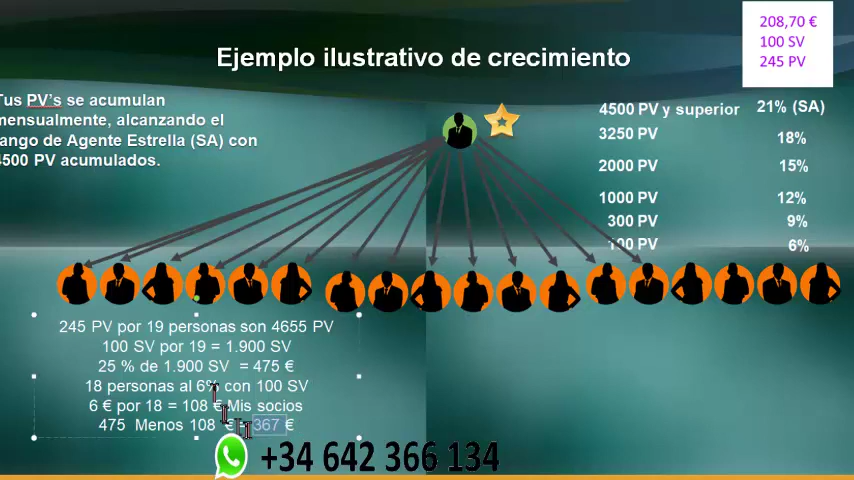 208,70 €
100 SV
245 PV
Ejemplo ilustrativo de crecimiento
Tus PV's se acumulan
mensualmente, alcanzando el
rango de Agente Estrella (SA) con
4500 PV acumulados.
4500 PV y superior 21% (SA)
3250 PV 18%
2000 PV 15%
1000 PV 12%
300 PV 9%
100 PV 6%
245 PV por 19 personas son 4655 PV
100 SV por 19 = 1.900 SV
25 % de 1.900 SV = 475 €
18 personas al 6% con 100 SV
6 € por 18 = 108 € Mis socios
475 Menos 108 € = 367 €
+34 642 366 134